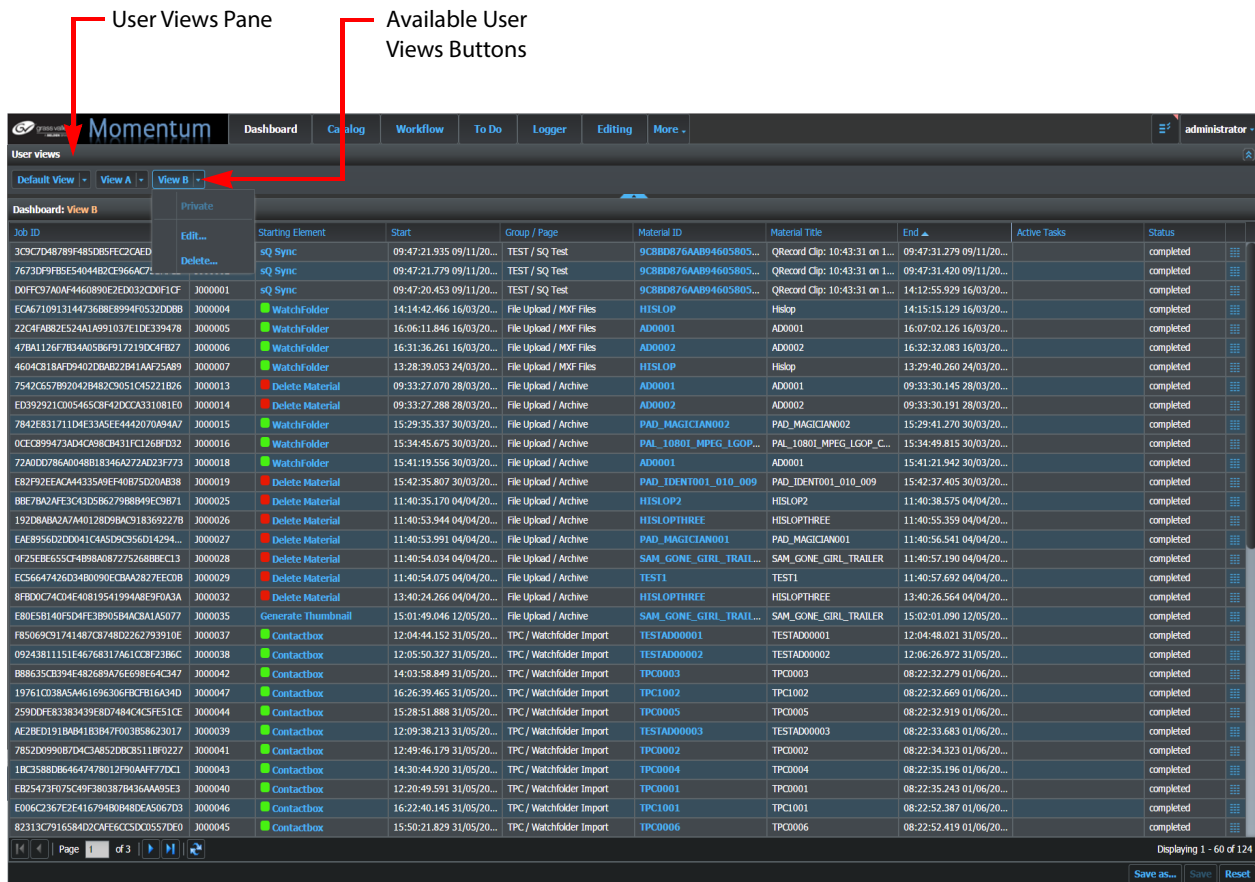 User Views Pane
Available User
Views Buttons
grass valley Momentum Dashboard Catalog Workflow To Do Logger Editing More administrator
User views
Default View View A View B
Private
Edit...
Delete...
Dashboard: View B
Job ID Starting Element Start Group / Page Material ID Material Title End Active Tasks Status
3C9C7D48789F485DB5FEC2CAED sQ Sync 09:47:21.935 09/11/20... TEST / SQ Test 9C8BD876AAB94605805... QRecord Clip: 10:43:31 on 1... 09:47:31.279 09/11/20... completed
7673DF9FB5E54044B2CE966AC sQ Sync 09:47:21.779 09/11/20... TEST / SQ Test 9C8BD876AAB94605805... QRecord Clip: 10:43:31 on 1... 09:47:31.420 09/11/20... completed
D0FFC97A0AF4460890E2ED032CD0F1CF J000001 sQ Sync 09:47:20.453 09/11/20... TEST / SQ Test 9C8BD876AAB94605805... QRecord Clip: 10:43:31 on 1... 14:12:55.929 16/03/20... completed
ECA6710913144736B8E8994F0532DDBB J000004 WatchFolder 14:14:42.466 16/03/20... File Upload / MXF Files HISLOP Hislop 14:15:15.129 16/03/20... completed
22C4FAB82E524A1A991037E1DE339478 J000005 WatchFolder 16:06:11.846 16/03/20... File Upload / MXF Files AD0001 AD0001 16:07:02.126 16/03/20... completed
47BA1126F7B34A05B6F917219DC4FB27 J000006 WatchFolder 16:31:36.261 16/03/20... File Upload / MXF Files AD0002 AD0002 16:32:32.083 16/03/20... completed
4604C818AFD9402DBAB22B41AAF25A89 J000007 WatchFolder 13:28:39.053 24/03/20... File Upload / MXF Files HISLOP Hislop 13:29:40.260 24/03/20... completed
7542C657B92042B482C9051C45221B26 J000013 Delete Material 09:33:27.070 28/03/20... File Upload / Archive AD0001 AD0001 09:33:30.145 28/03/20... completed
ED392921C005465C8F42DCCA331081E0 J000014 Delete Material 09:33:27.288 28/03/20... File Upload / Archive AD0002 AD0002 09:33:30.191 28/03/20... completed
7842E831711D4E33A5EE4442070A94A7 J000015 WatchFolder 15:29:35.337 30/03/20... File Upload / Archive PAD_MAGICIAN002 PAD_MAGICIAN002 15:29:41.270 30/03/20... completed
0CEC899473AD4CA98CB431FC126BFD32 J000016 WatchFolder 15:34:45.675 30/03/20... File Upload / Archive PAL_1080I_MPEG_LGOP... PAL_1080I_MPEG_LGOP_C... 15:34:49.815 30/03/20... completed
72A0DD786A0048B18346A272AD23F773 J000018 WatchFolder 15:41:19.556 30/03/20... File Upload / Archive AD0001 AD0001 15:41:21.942 30/03/20... completed
E82F92EEACA44335A9EF40B75D20AB38 J000019 Delete Material 15:42:35.807 30/03/20... File Upload / Archive PAD_IDENT001_010_009 PAD_IDENT001_010_009 15:42:37.405 30/03/20... completed
BBE7BA2AFE3C43D5B6279B8B49EC9B71 J000025 Delete Material 11:40:35.170 04/04/20... File Upload / Archive HISLOP2 HISLOP2 11:40:38.575 04/04/20... completed
192D8ABA2A7A40128D9BAC918369227B J000026 Delete Material 11:40:53.944 04/04/20... File Upload / Archive HISLOPTHREE HISLOPTHREE 11:40:55.359 04/04/20... completed
EAE8956D2DD041C4A5D9C956D14294... J000027 Delete Material 11:40:53.991 04/04/20... File Upload / Archive PAD_MAGICIAN001 PAD_MAGICIAN001 11:40:56.541 04/04/20... completed
0F25EBE655CF4B98A087275268BBEC13 J000028 Delete Material 11:40:54.034 04/04/20... File Upload / Archive SAM_GONE_GIRL_TRAIL... SAM_GONE_GIRL_TRAILER 11:40:57.190 04/04/20... completed
EC56647426D34B0090ECBAA2827EEC0B J000029 Delete Material 11:40:54.075 04/04/20... File Upload / Archive TEST1 TEST1 11:40:57.692 04/04/20... completed
8FBD0C74C04E40819541994A8E9F0A3A J000032 Delete Material 13:40:24.266 04/04/20... File Upload / Archive HISLOPTHREE HISLOPTHREE 13:40:26.564 04/04/20... completed
E80E5B140F5D4FE3B905B4AC8A1A5077 J000035 Generate Thumbnail 15:01:49.046 12/05/20... File Upload / Archive SAM_GONE_GIRL_TRAIL... SAM_GONE_GIRL_TRAILER 15:02:01.090 12/05/20... completed
F85069C91741487C8748D2262793910E J000037 Contactbox 12:04:44.152 31/05/20... TPC / Watchfolder Import TESTAD00001 TESTAD00001 12:04:48.021 31/05/20... completed
09243811151E46768317A61CC8F23B6C J000038 Contactbox 12:05:50.327 31/05/20... TPC / Watchfolder Import TESTAD00002 TESTAD00002 12:06:26.972 31/05/20... completed
B88635CB394E482689A76E698E64C347 J000042 Contactbox 14:03:58.849 31/05/20... TPC / Watchfolder Import TPC0003 TPC0003 08:22:32.279 01/06/20... completed
19761C038A5A461696306FBCFB16A34D J000047 Contactbox 16:26:39.465 31/05/20... TPC / Watchfolder Import TPC1002 TPC1002 08:22:32.669 01/06/20... completed
259DDFE83383439E8D7484C4C5FE51CE J000044 Contactbox 15:28:51.888 31/05/20... TPC / Watchfolder Import TPC0005 TPC0005 08:22:32.919 01/06/20... completed
AE2BED191BAB41B3B47F003B58623017 J000039 Contactbox 12:09:38.213 31/05/20... TPC / Watchfolder Import TESTAD00003 TESTAD00003 08:22:33.683 01/06/20... completed
7852D0990B7D4C3A852DBC8511BF0227 J000041 Contactbox 12:49:46.179 31/05/20... TPC / Watchfolder Import TPC0002 TPC0002 08:22:34.323 01/06/20... completed
1BC3588DB64647478012F90AAFF77DC1 J000043 Contactbox 14:30:44.920 31/05/20... TPC / Watchfolder Import TPC0004 TPC0004 08:22:35.196 01/06/20... completed
EB25473F075C49F380387B436AAA95E3 J000040 Contactbox 12:20:49.591 31/05/20... TPC / Watchfolder Import TPC0001 TPC0001 08:22:35.243 01/06/20... completed
E006C2367E2E416794B0B48DEA5067D3 J000046 Contactbox 16:22:40.145 31/05/20... TPC / Watchfolder Import TPC1001 TPC1001 08:22:52.387 01/06/20... completed
82313C7916584D2CAFE6CC5DC0557DE0 J000045 Contactbox 15:50:21.829 31/05/20... TPC / Watchfolder Import TPC0006 TPC0006 08:22:52.419 01/06/20... completed
Page 1 of 3 Displaying 1 - 60 of 124
Save as... Save Reset